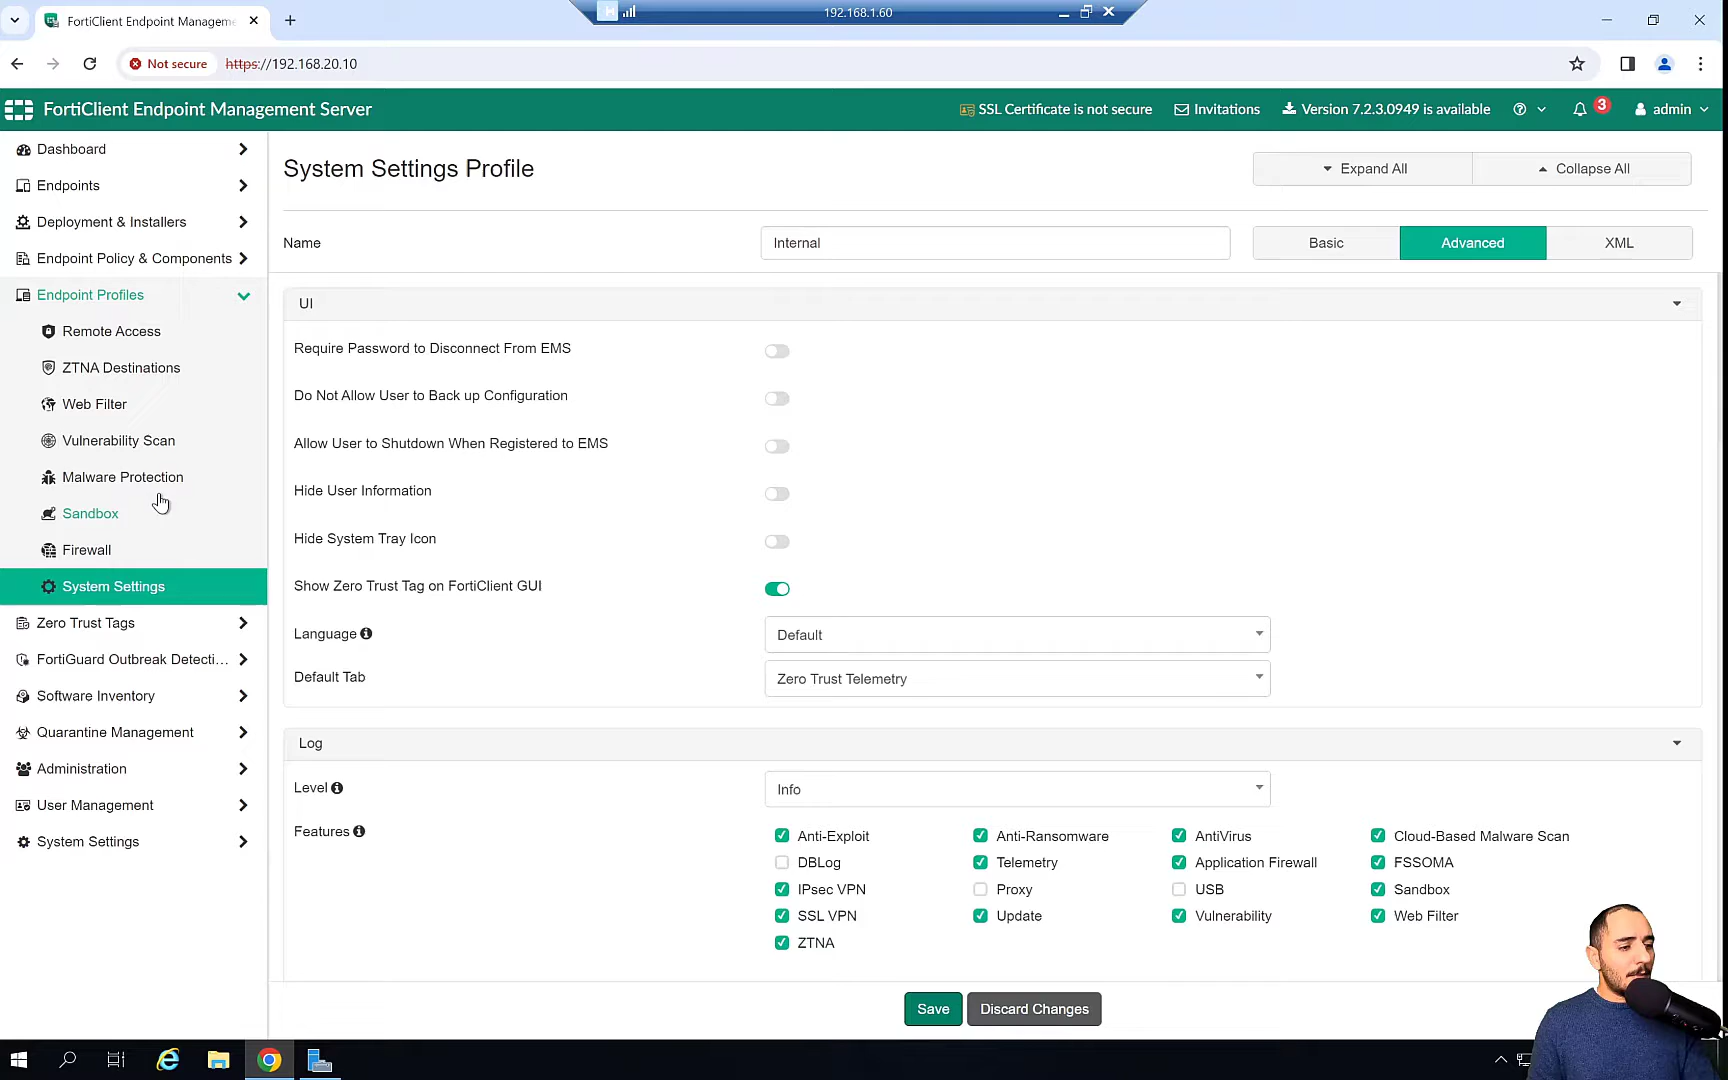 FortiClient Endpoint Manageme
192.168.1.60
Not secure
https://192.168.20.10
FortiClient Endpoint Management Server
SSL Certificate is not secure
Invitations
Version 7.2.3.0949 is available
3
admin
Dashboard
Endpoints
Deployment & Installers
Endpoint Policy & Components
Endpoint Profiles
Remote Access
ZTNA Destinations
Web Filter
Vulnerability Scan
Malware Protection
Sandbox
Firewall
System Settings
Zero Trust Tags
FortiGuard Outbreak Detecti...
Software Inventory
Quarantine Management
Administration
User Management
System Settings
System Settings Profile
Expand All
Collapse All
Name
Internal
Basic
Advanced
XML
UI
Require Password to Disconnect From EMS
Do Not Allow User to Back up Configuration
Allow User to Shutdown When Registered to EMS
Hide User Information
Hide System Tray Icon
Show Zero Trust Tag on FortiClient GUI
Language
Default
Default Tab
Zero Trust Telemetry
Log
Level
Info
Features
Anti-Exploit Anti-Ransomware AntiVirus Cloud-Based Malware Scan
DBLog Telemetry Application Firewall FSSOMA
IPsec VPN Proxy USB Sandbox
SSL VPN Update Vulnerability Web Filter
ZTNA
Save
Discard Changes